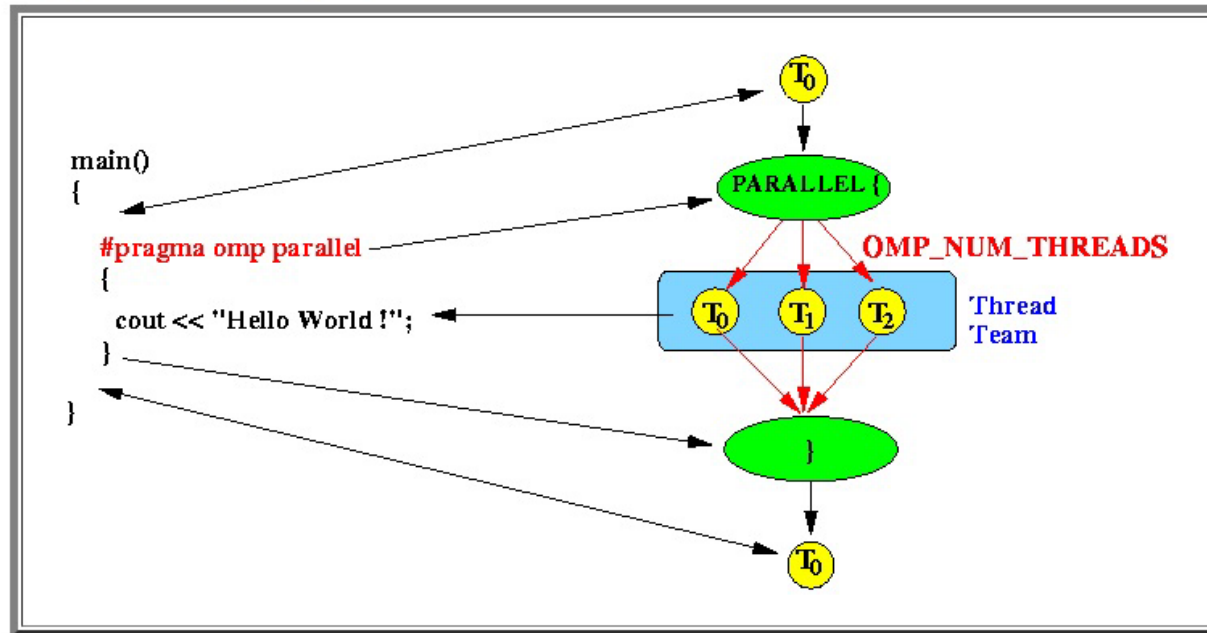 main()
{
#pragma omp parallel
{
cout << "Hello World !";
}
}
T0
PARALLEL {
OMP_NUM_THREADS
T0 T1 T2
Thread
Team
}
T0